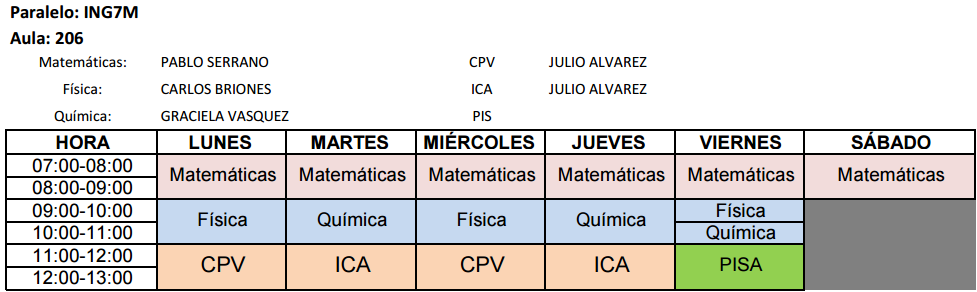 Paralelo: ING7M
Aula: 206
Matemáticas: PABLO SERRANO CPV JULIO ALVAREZ
Física: CARLOS BRIONES ICA JULIO ALVAREZ
Química: GRACIELA VASQUEZ PIS
HORA LUNES MARTES MIÉRCOLES JUEVES VIERNES SÁBADO
07:00-08:00
Matemáticas Matemáticas Matemáticas Matemáticas Matemáticas Matemáticas
08:00-09:00
09:00-10:00 Física
Física Química Física Química
10:00-11:00 Química
11:00-12:00
CPV ICA CPV ICA PISA
12:00-13:00